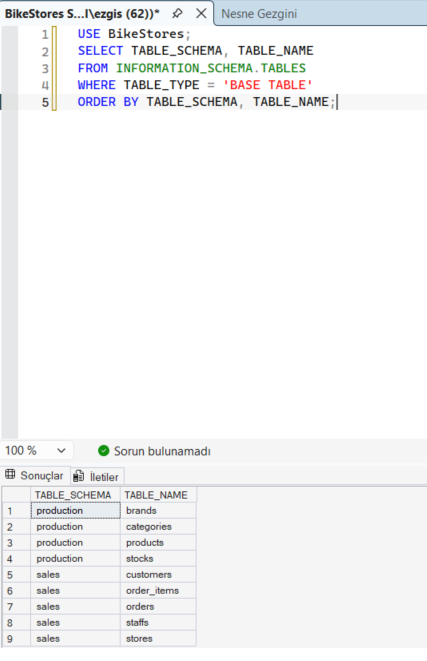 BikeStores S...l\ezgis (62))* Nesne Gezgini
1 USE BikeStores;
2 SELECT TABLE_SCHEMA, TABLE_NAME
3 FROM INFORMATION_SCHEMA.TABLES
4 WHERE TABLE_TYPE = 'BASE TABLE'
5 ORDER BY TABLE_SCHEMA, TABLE_NAME;
100 % Sorun bulunamadı
Sonuçlar İletiler
TABLE_SCHEMA TABLE_NAME
1 production brands
2 production categories
3 production products
4 production stocks
5 sales customers
6 sales order_items
7 sales orders
8 sales staffs
9 sales stores